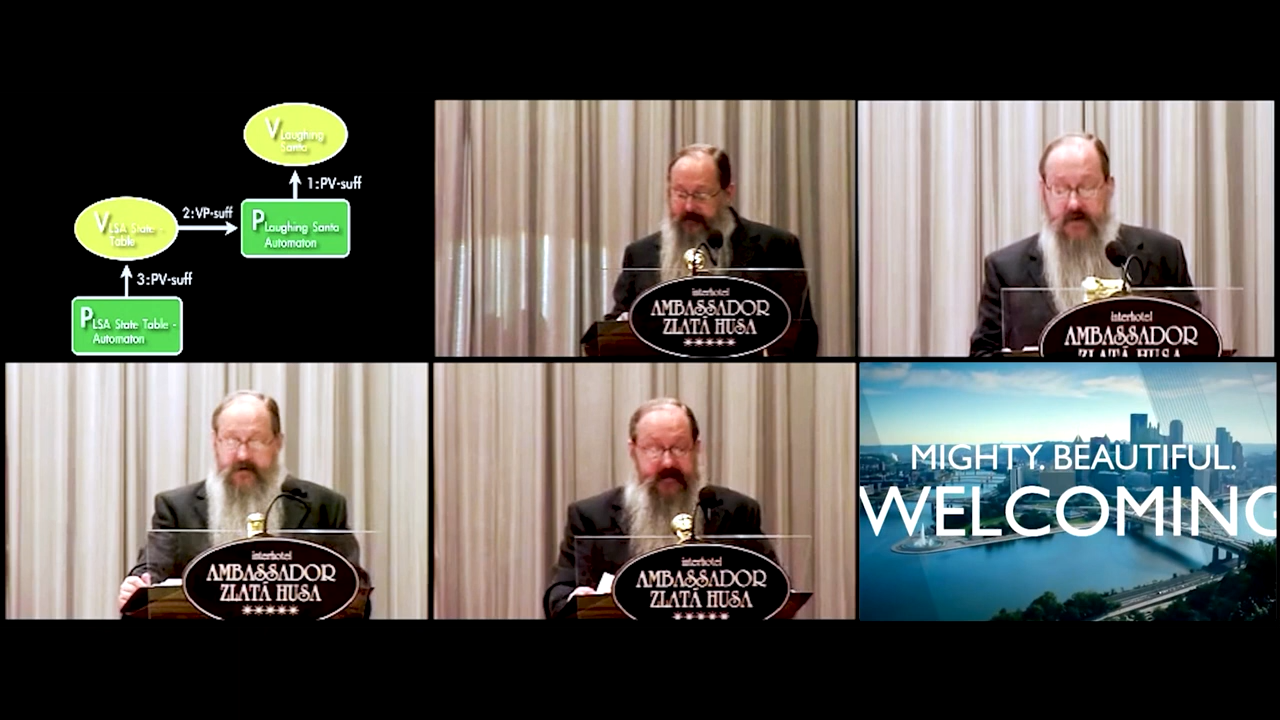 V Laughing
Santa
1:PV-suff
V LSA State -
Table
2:VP-suff
P Laughing Santa
Automaton
3:PV-suff
P LSA State Table -
Automaton
interhotel
AMBASSADOR
ZLATÁ HUSA
★★★★★
interhotel
AMBASSADOR
ZLATÁ HUSA
interhotel
AMBASSADOR
ZLATÁ HUSA
★★★★★
interhotel
AMBASSADOR
ZLATÁ HUSA
★★★★★
MIGHTY. BEAUTIFUL.
WELCOMING